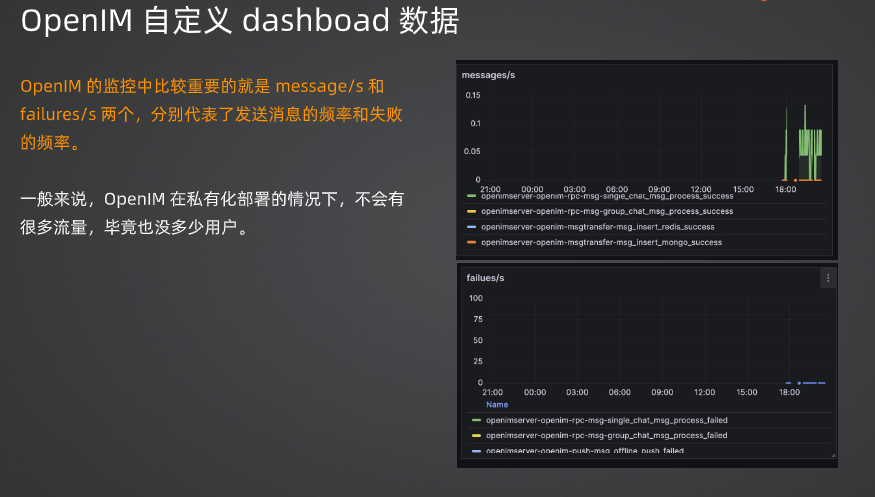 OpenIM 自定义 dashboad 数据
OpenIM 的监控中比较重要的就是 message/s 和
failures/s 两个，分别代表了发送消息的频率和失败
的频率。
一般来说，OpenIM 在私有化部署的情况下，不会有
很多流量，毕竟也没多少用户。
messages/s
0.15
0.1
0.05
0
21:00 00:00 03:00 06:00 09:00 12:00 15:00 18:00
openimserver-openim-rpc-msg-single_chat_msg_process_success
openimserver-openim-rpc-msg-group_chat_msg_process_success
openimserver-openim-msgtransfer-msg_insert_redis_success
openimserver-openim-msgtransfer-msg_insert_mongo_success
failues/s
100
75
50
25
0
21:00 00:00 03:00 06:00 09:00 12:00 15:00 18:00
Name
openimserver-openim-rpc-msg-single_chat_msg_process_failed
openimserver-openim-rpc-msg-group_chat_msg_process_failed
openimserver-openim-push-msg_offline_push_failed